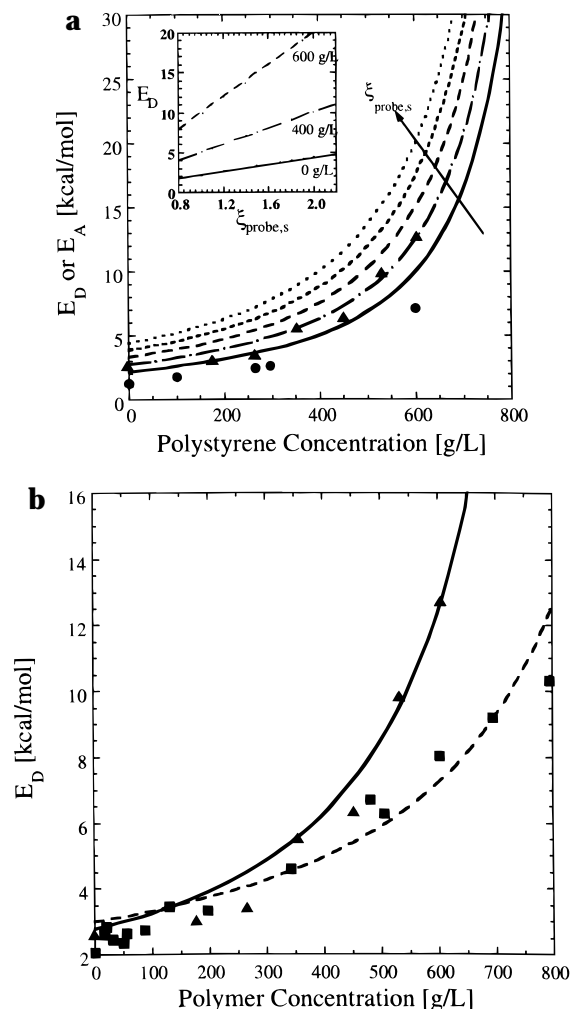 a
30
25
20
15
10
5
0
E_D or E_A [kcal/mol]
20
15
10
5
0
E_D
600 g/L
400 g/L
0 g/L
0.8 1.2 1.6 2.0
ξ_probe,s
ξ_probe,s
0 200 400 600 800
Polystyrene Concentration [g/L]
b
16
14
12
10
8
6
4
2
E_D [kcal/mol]
0 100 200 300 400 500 600 700 800
Polymer Concentration [g/L]